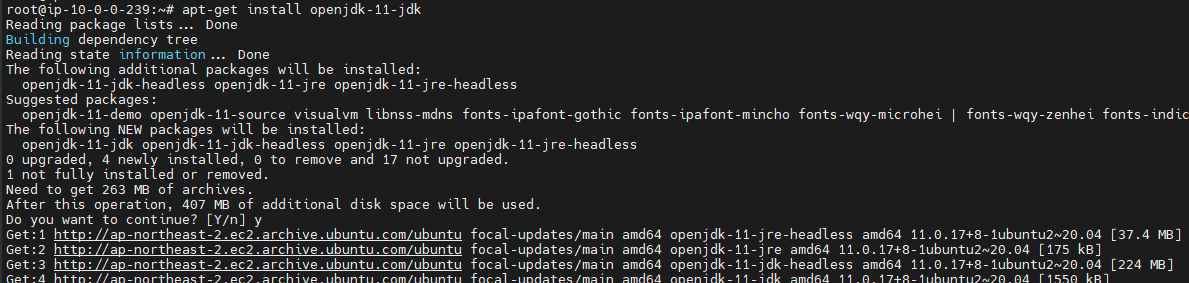 root@ip-10-0-0-239:~# apt-get install openjdk-11-jdk
Reading package lists... Done
Building dependency tree
Reading state information... Done
The following additional packages will be installed:
  openjdk-11-jdk-headless openjdk-11-jre openjdk-11-jre-headless
Suggested packages:
  openjdk-11-demo openjdk-11-source visualvm libnss-mdns fonts-ipafont-gothic fonts-ipafont-mincho fonts-wqy-microhei | fonts-wqy-zenhei fonts-indic
The following NEW packages will be installed:
  openjdk-11-jdk openjdk-11-jdk-headless openjdk-11-jre openjdk-11-jre-headless
0 upgraded, 4 newly installed, 0 to remove and 17 not upgraded.
1 not fully installed or removed.
Need to get 263 MB of archives.
After this operation, 407 MB of additional disk space will be used.
Do you want to continue? [Y/n] y
Get:1 http://ap-northeast-2.ec2.archive.ubuntu.com/ubuntu focal-updates/main amd64 openjdk-11-jre-headless amd64 11.0.17+8-1ubuntu2~20.04 [37.4 MB]
Get:2 http://ap-northeast-2.ec2.archive.ubuntu.com/ubuntu focal-updates/main amd64 openjdk-11-jre amd64 11.0.17+8-1ubuntu2~20.04 [175 kB]
Get:3 http://ap-northeast-2.ec2.archive.ubuntu.com/ubuntu focal-updates/main amd64 openjdk-11-jdk-headless amd64 11.0.17+8-1ubuntu2~20.04 [224 MB]
Get:4 http://ap-northeast-2.ec2.archive.ubuntu.com/ubuntu focal-updates/main amd64 openjdk-11-jdk amd64 11.0.17+8-1ubuntu2~20.04 [1550 kB]